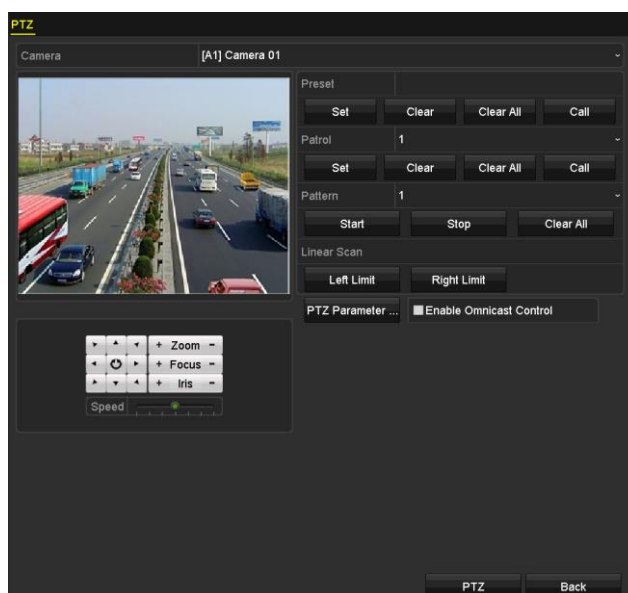 PTZ
Camera [A1] Camera 01
Preset
Set Clear Clear All Call
Patrol 1
Set Clear Clear All Call
Pattern 1
Start Stop Clear All
Linear Scan
Left Limit Right Limit
PTZ Parameter ... Enable Omnicast Control
+ Zoom -
+ Focus -
+ Iris -
Speed
PTZ Back